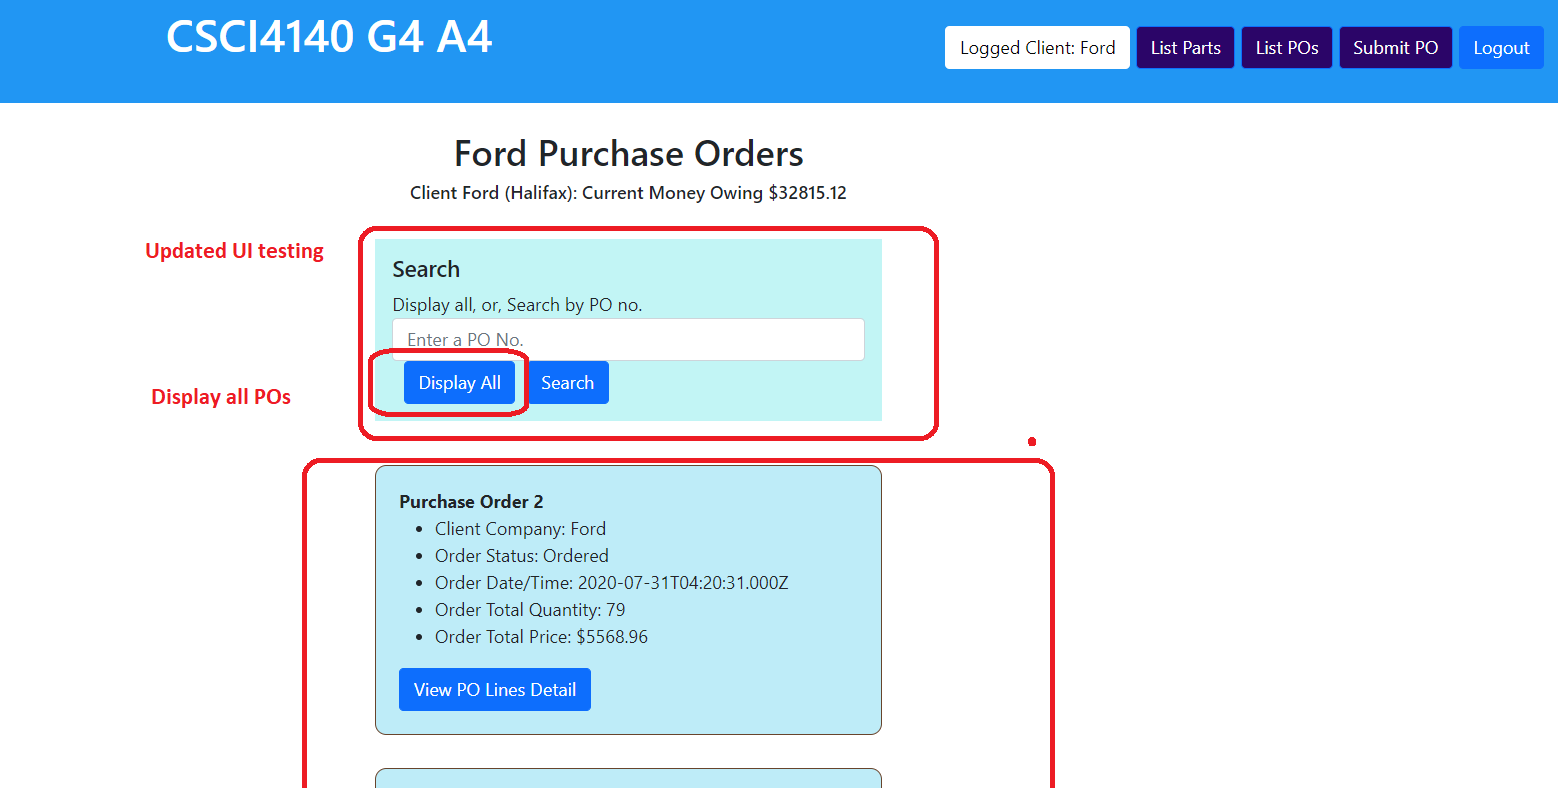 CSCI4140 G4 A4
Logged Client: Ford
List Parts
List POs
Submit PO
Logout
Ford Purchase Orders
Client Ford (Halifax): Current Money Owing $32815.12
Updated UI testing
Search
Display all, or, Search by PO no.
Enter a PO No.
Display All
Search
Display all POs
Purchase Order 2
Client Company: Ford
Order Status: Ordered
Order Date/Time: 2020-07-31T04:20:31.000Z
Order Total Quantity: 79
Order Total Price: $5568.96
View PO Lines Detail